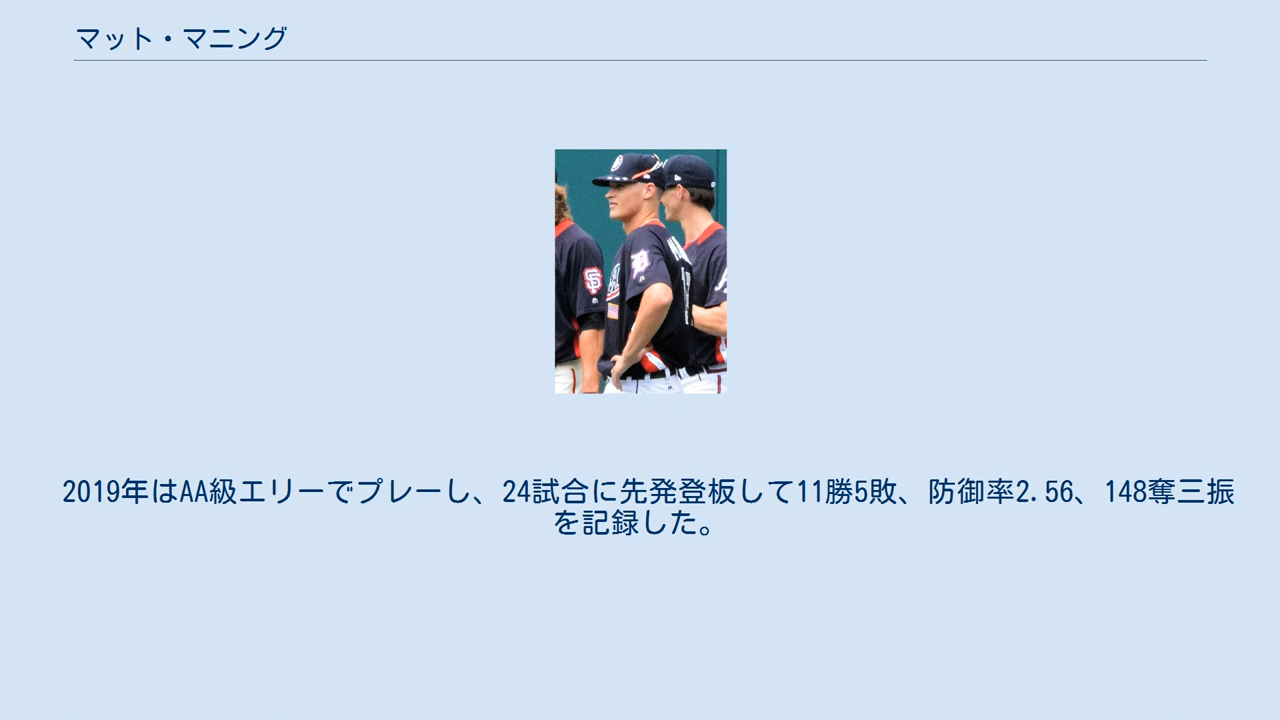 マット・マニング
2019年はAA級エリーでプレーし、24試合に先発登板して11勝5敗、防御率2.56、148奪三振
を記録した。